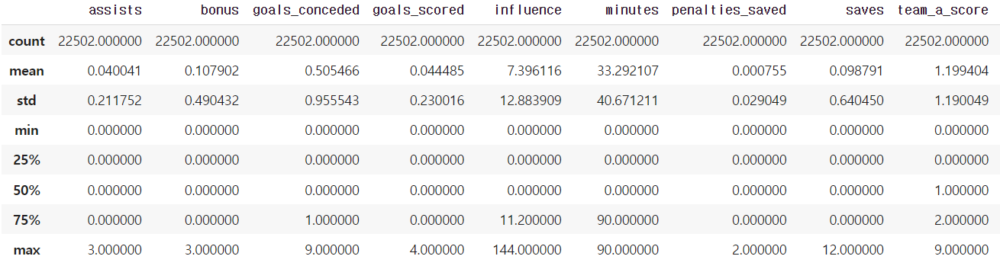 assists bonus goals_conceded goals_scored influence minutes penalties_saved saves team_a_score
count 22502.000000 22502.000000 22502.000000 22502.000000 22502.000000 22502.000000 22502.000000 22502.000000 22502.000000
mean 0.040041 0.107902 0.505466 0.044485 7.396116 33.292107 0.000755 0.098791 1.199404
std 0.211752 0.490432 0.955543 0.230016 12.883909 40.671211 0.029049 0.640450 1.190049
min 0.000000 0.000000 0.000000 0.000000 0.000000 0.000000 0.000000 0.000000 0.000000
25% 0.000000 0.000000 0.000000 0.000000 0.000000 0.000000 0.000000 0.000000 0.000000
50% 0.000000 0.000000 0.000000 0.000000 0.000000 0.000000 0.000000 0.000000 1.000000
75% 0.000000 0.000000 1.000000 0.000000 11.200000 90.000000 0.000000 0.000000 2.000000
max 3.000000 3.000000 9.000000 4.000000 144.000000 90.000000 2.000000 12.000000 9.000000